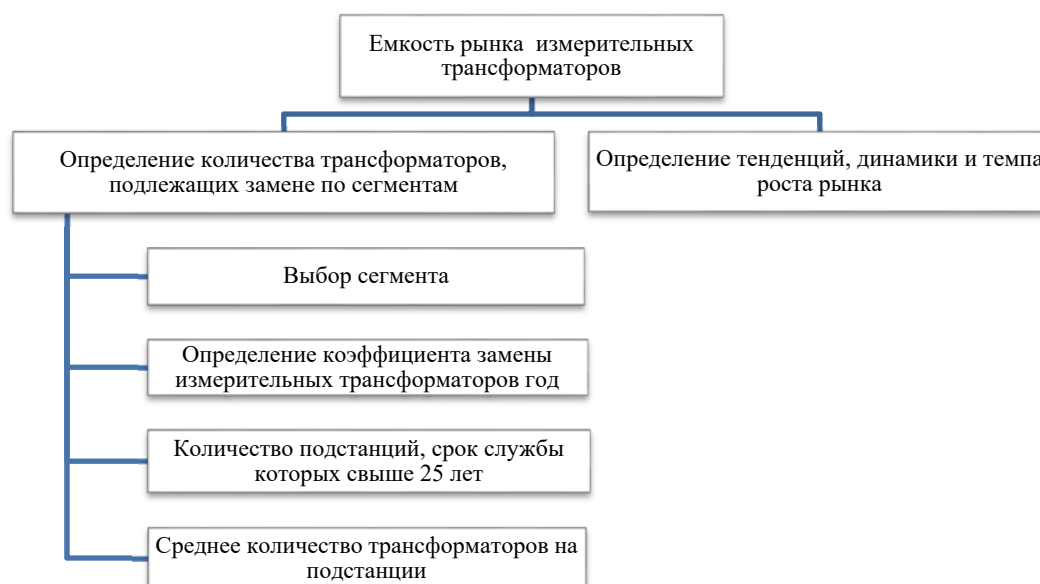 Емкость рынка измерительных
трансформаторов
Определение количества трансформаторов,
подлежащих замене по сегментам
Определение тенденций, динамики и темпа
роста рынка
Выбор сегмента
Определение коэффициента замены
измерительных трансформаторов год
Количество подстанций, срок службы
которых свыше 25 лет
Среднее количество трансформаторов на
подстанции